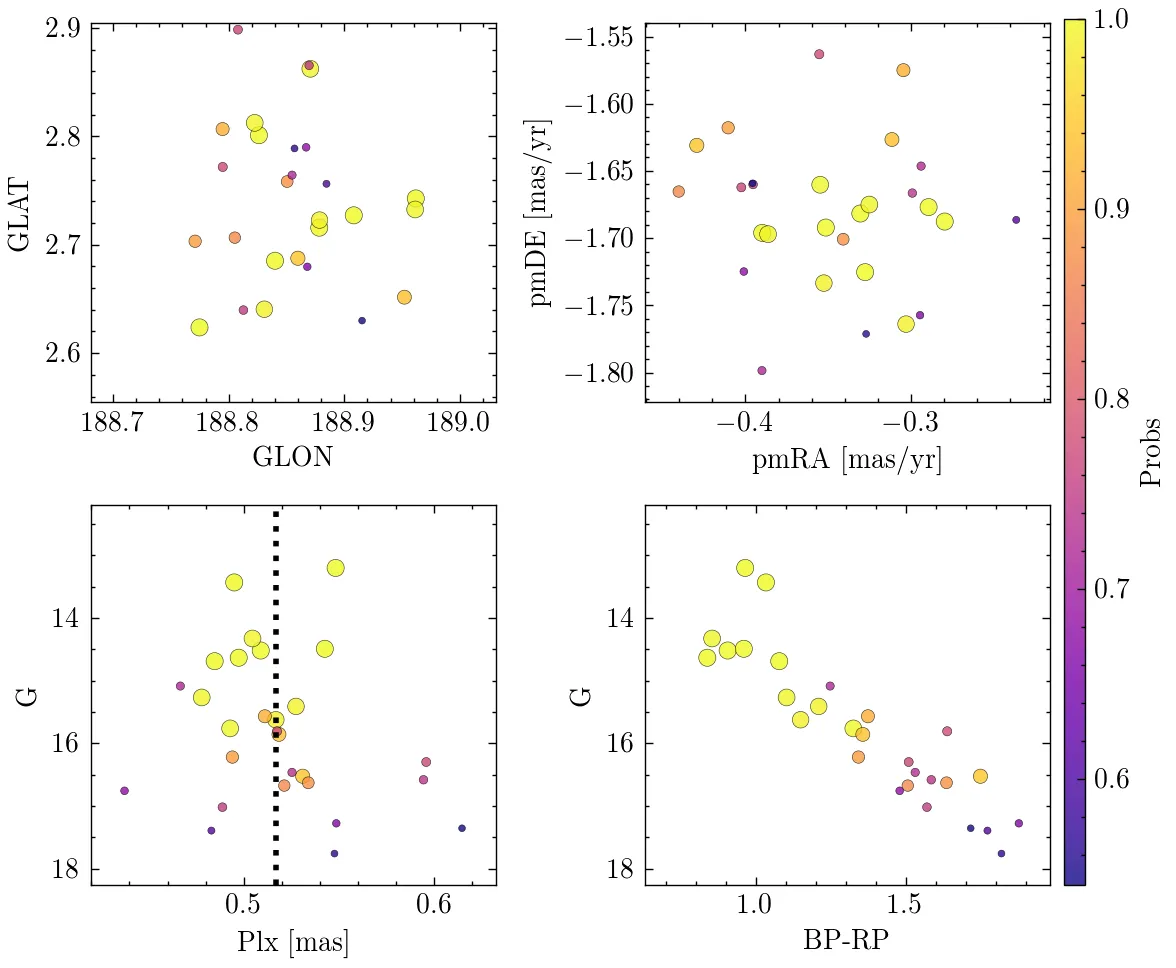 2.9
2.8
2.7
2.6
GLAT
188.7 188.8 188.9 189.0
GLON
−1.55
−1.60
−1.65
−1.70
−1.75
−1.80
pmDE [mas/yr]
−0.4 −0.3
pmRA [mas/yr]
1.0
0.9
0.8
0.7
0.6
Probs
14
16
18
G
0.5 0.6
Plx [mas]
14
16
18
G
1.0 1.5
BP-RP